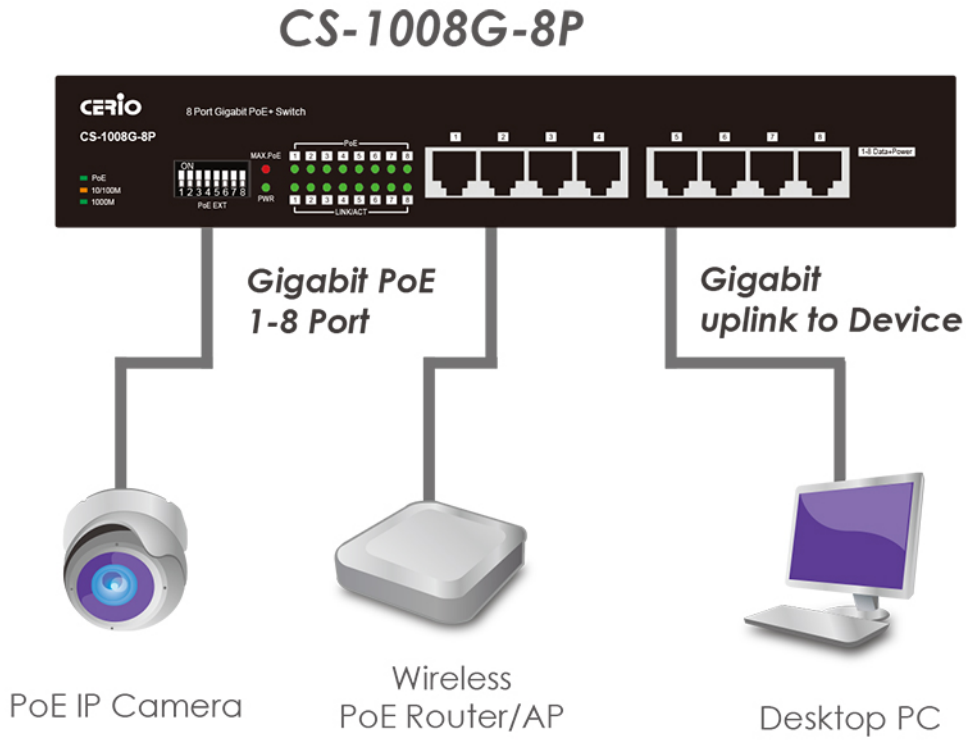 CS-1008G-8P
CERIO
8 Port Gigabit PoE+ Switch
CS-1008G-8P
PoE
10/100M
1000M
ON
1 2 3 4 5 6 7 8
PoE EXT
MAX.PoE
PWR
PoE
1 2 3 4 5 6 7 8
1 2 3 4 5 6 7 8
LINK/ACT
1 2 3 4
5 6 7 8
1-8 Data+Power
Gigabit PoE
1-8 Port
Gigabit
uplink to Device
PoE IP Camera
Wireless
PoE Router/AP
Desktop PC